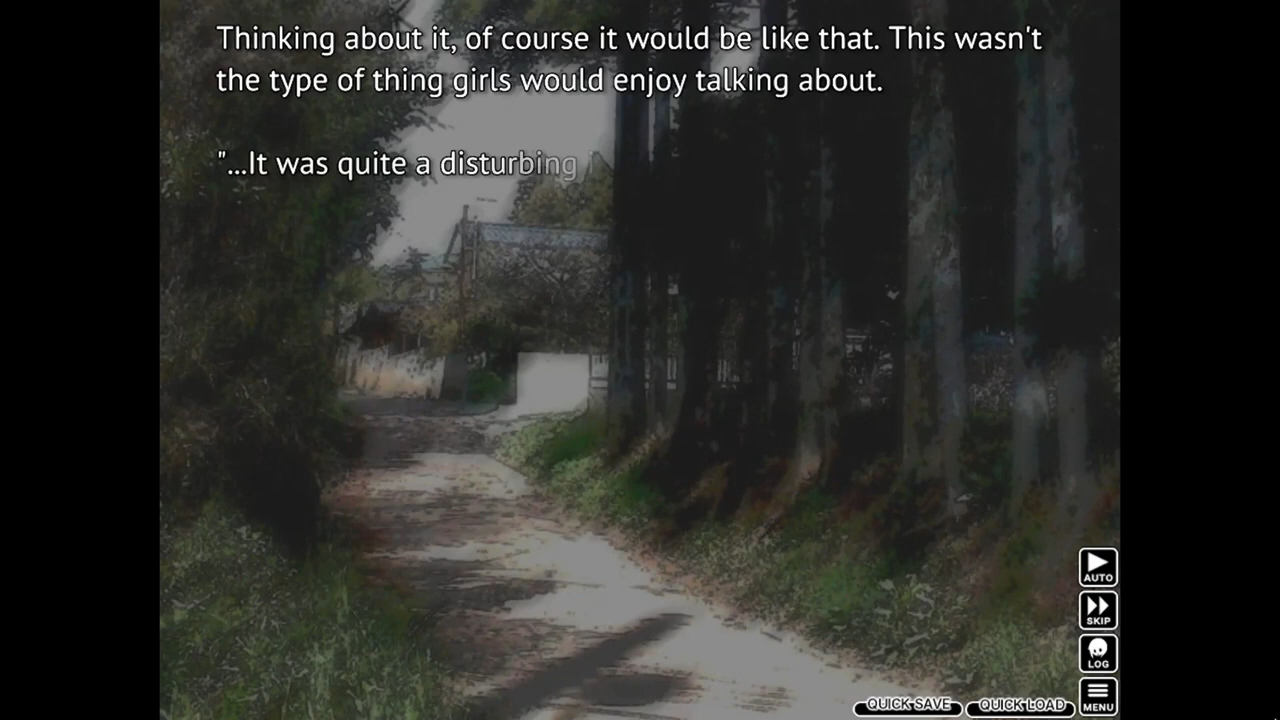 Thinking about it, of course it would be like that. This wasn't
the type of thing girls would enjoy talking about.
"...It was quite a disturbing
AUTO
SKIP
LOG
QUICK SAVE
QUICK LOAD
MENU